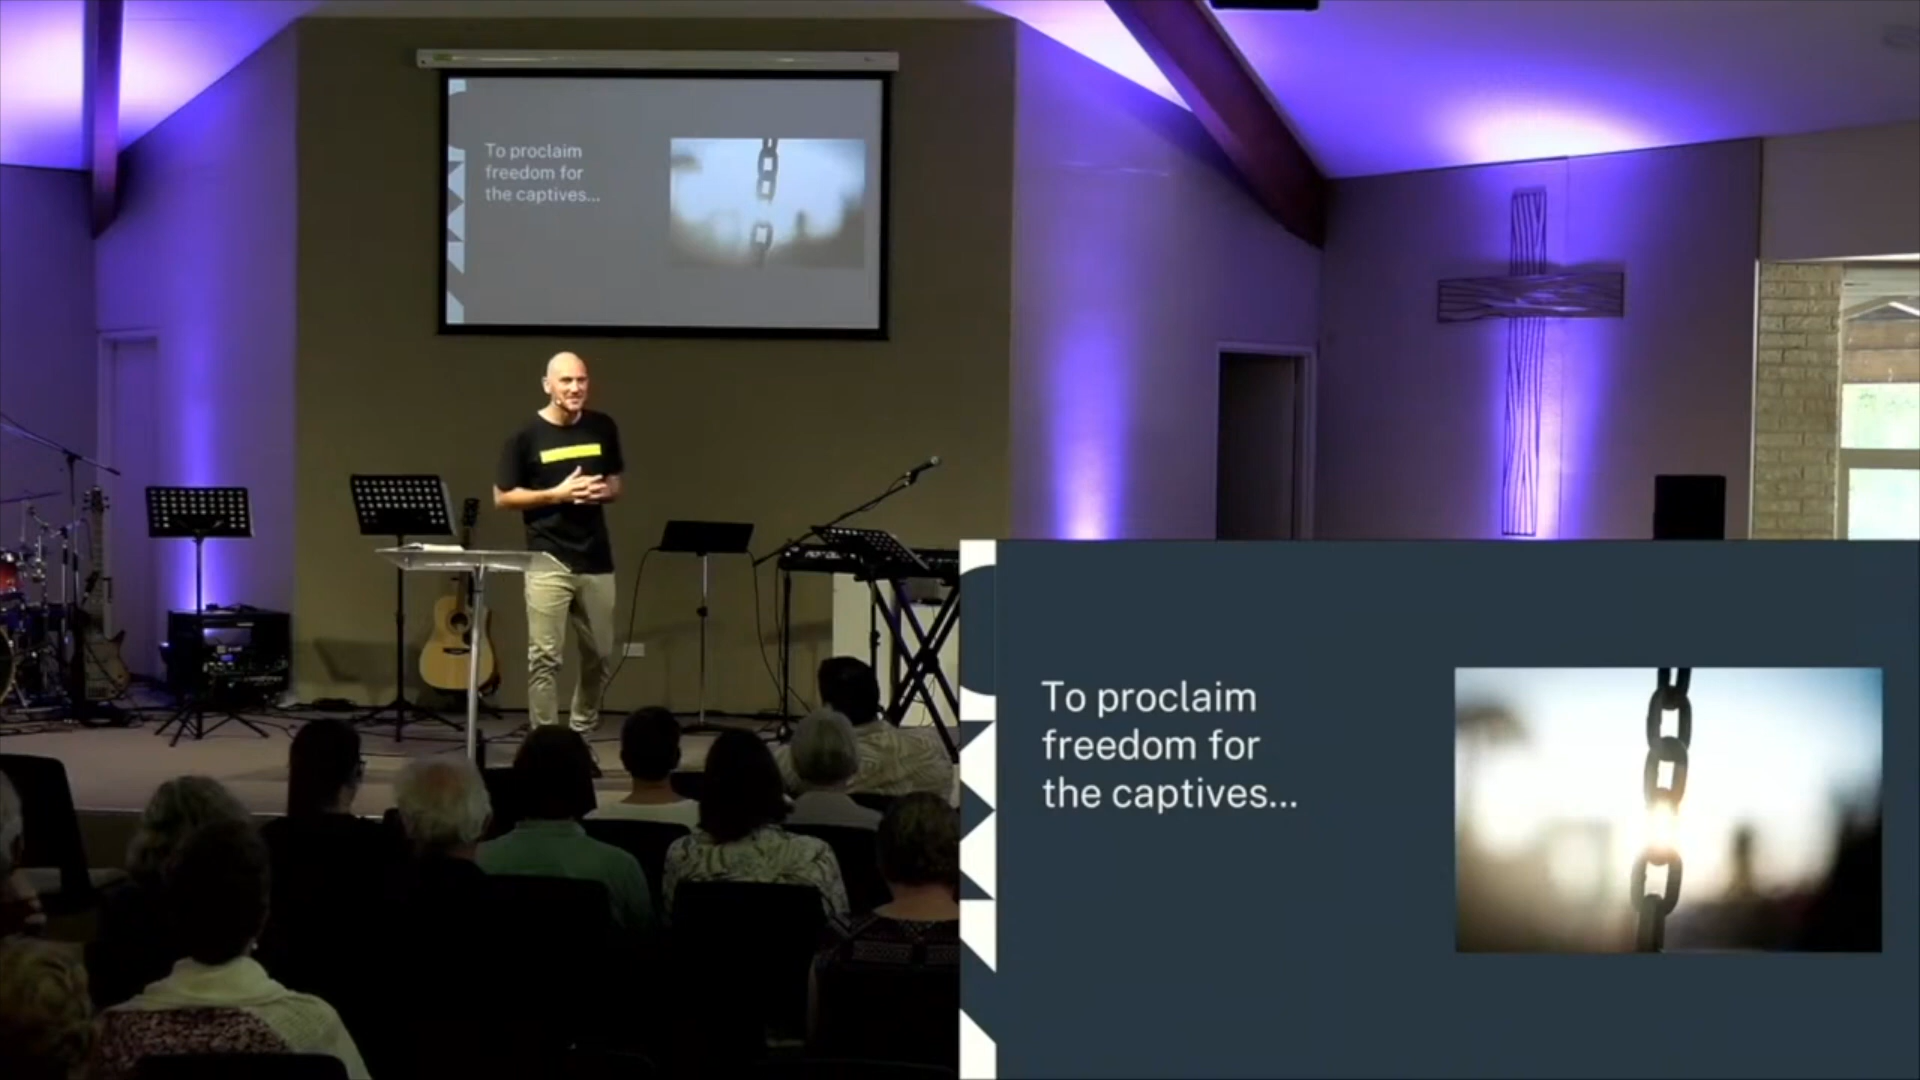 To proclaim
freedom for
the captives...
To proclaim
freedom for
the captives...